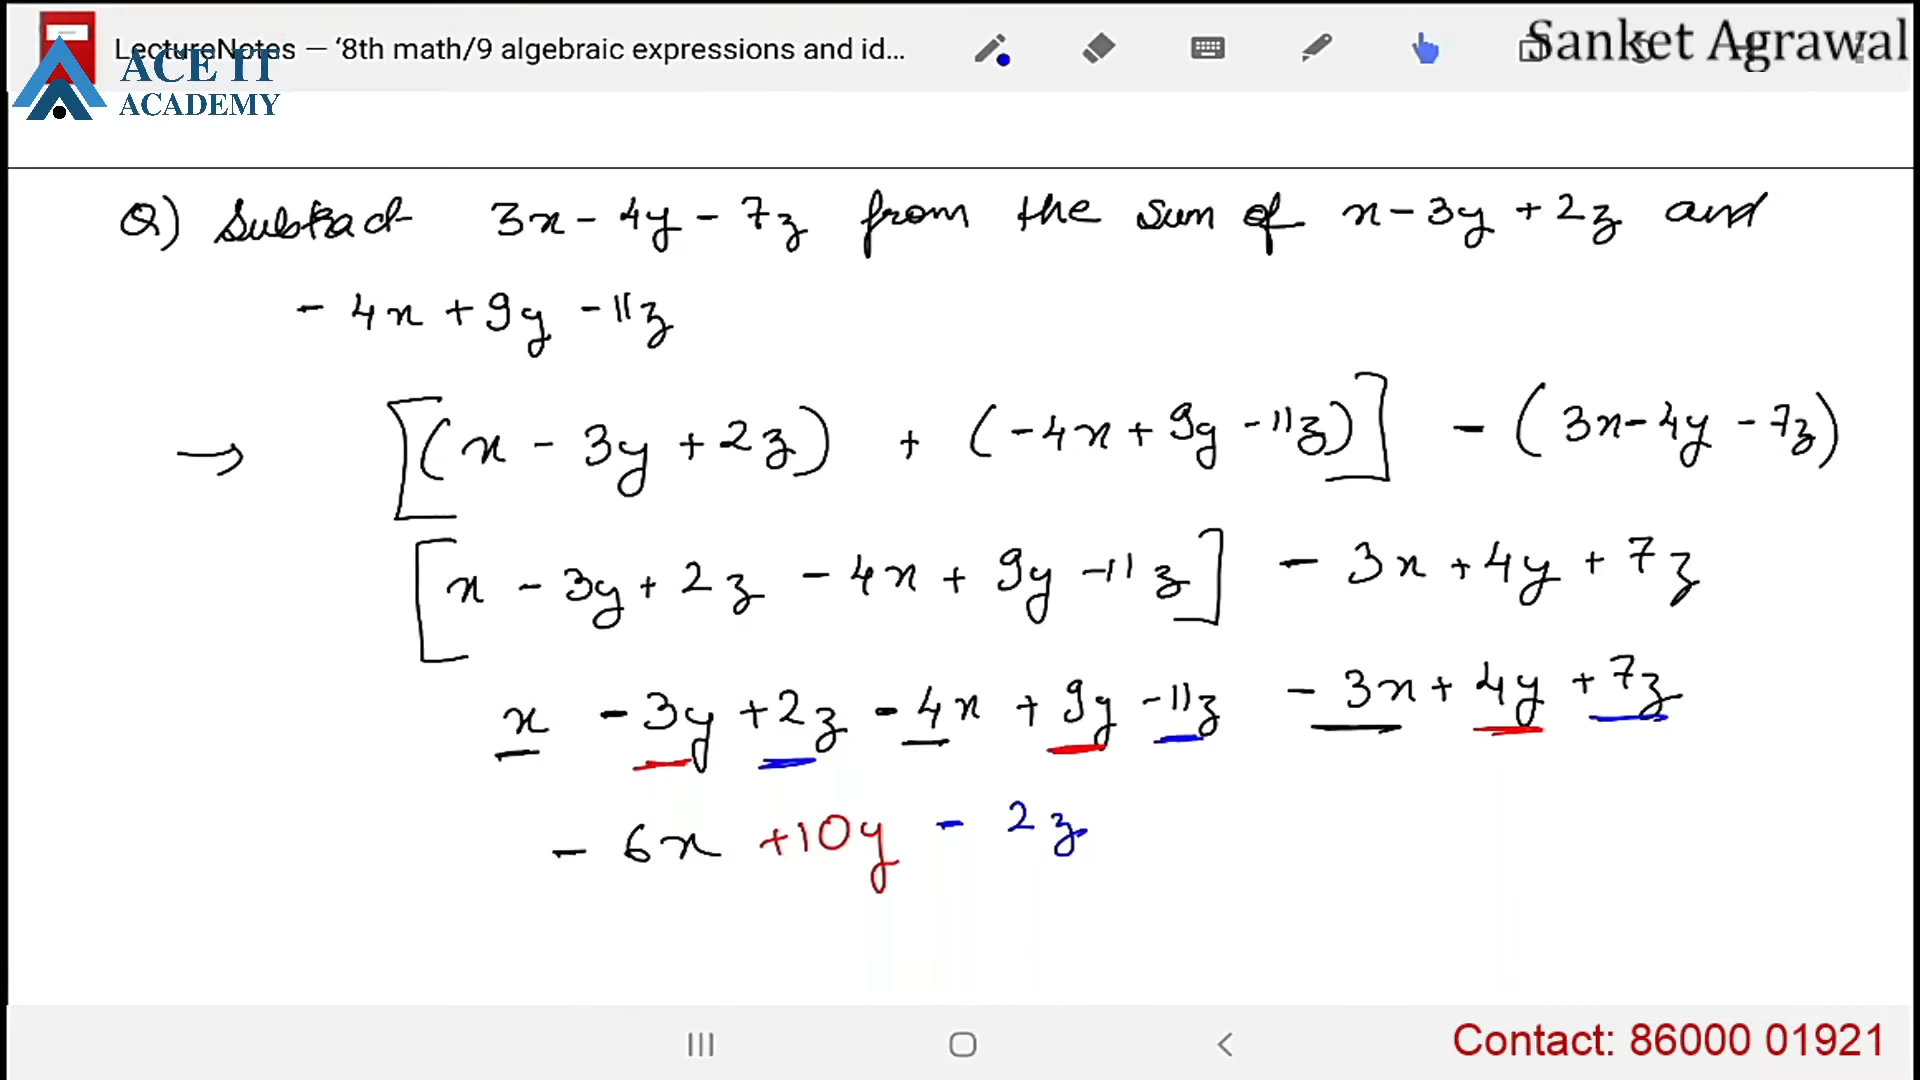 LectureNotes — ‘8th math/9 algebraic expressions and id...
Sanket Agrawal
ACE IT
ACADEMY
Q) Subtract 3x - 4y - 7z from the sum of x - 3y + 2z and
- 4x + 9y - 11z
→ [(x - 3y + 2z) + (-4x + 9y - 11z)] - (3x - 4y - 7z)
[x - 3y + 2z - 4x + 9y - 11z] - 3x + 4y + 7z
x - 3y + 2z - 4x + 9y - 11z - 3x + 4y + 7z
- 6x + 10y - 2z
Contact: 86000 01921